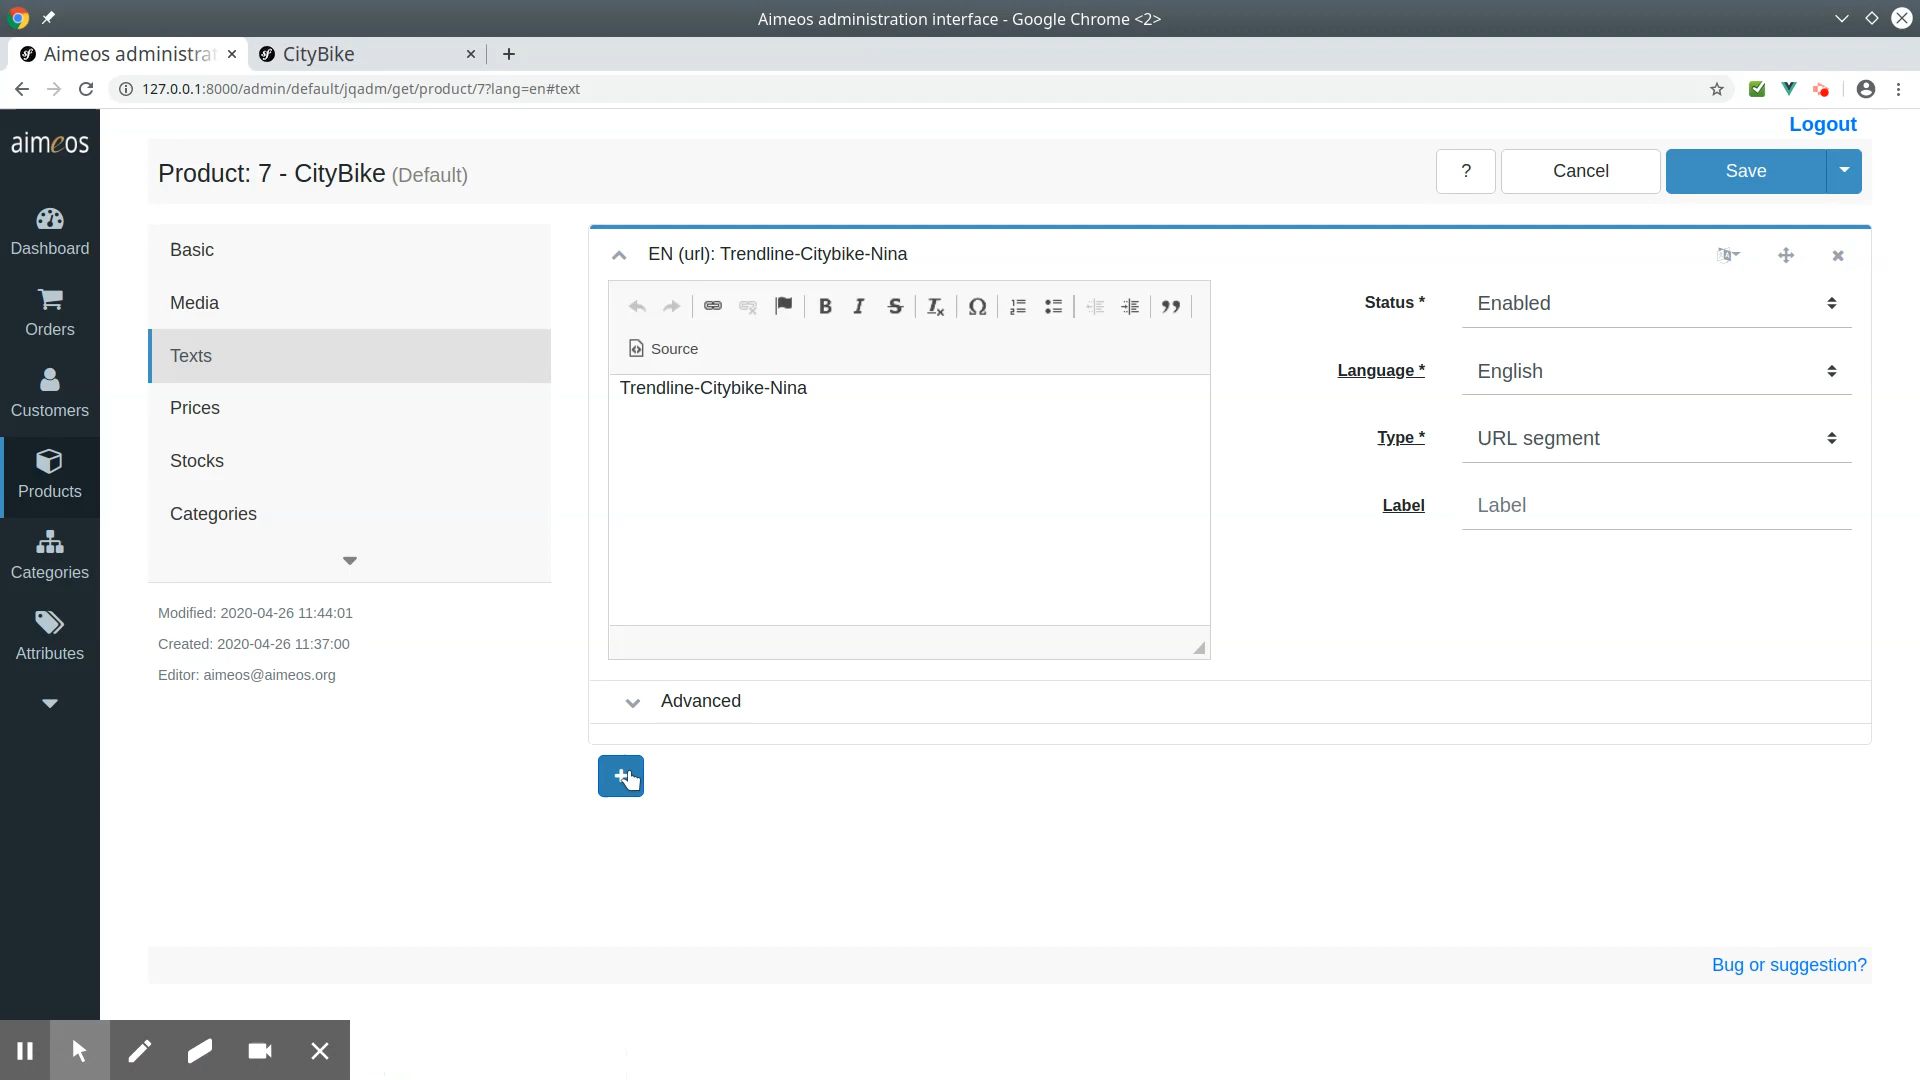 Aimeos administration interface - Google Chrome <2>
Aimeos administrat
CityBike
127.0.0.1:8000/admin/default/jqadm/get/product/7?lang=en#text
aimeos
Logout
Product: 7 - CityBike (Default)
?
Cancel
Save
Dashboard
Orders
Customers
Products
Categories
Attributes
Basic
Media
Texts
Prices
Stocks
Categories
Modified: 2020-04-26 11:44:01
Created: 2020-04-26 11:37:00
Editor: aimeos@aimeos.org
EN (url): Trendline-Citybike-Nina
Source
Trendline-Citybike-Nina
Status * Enabled
Language * English
Type * URL segment
Label Label
Advanced
Bug or suggestion?